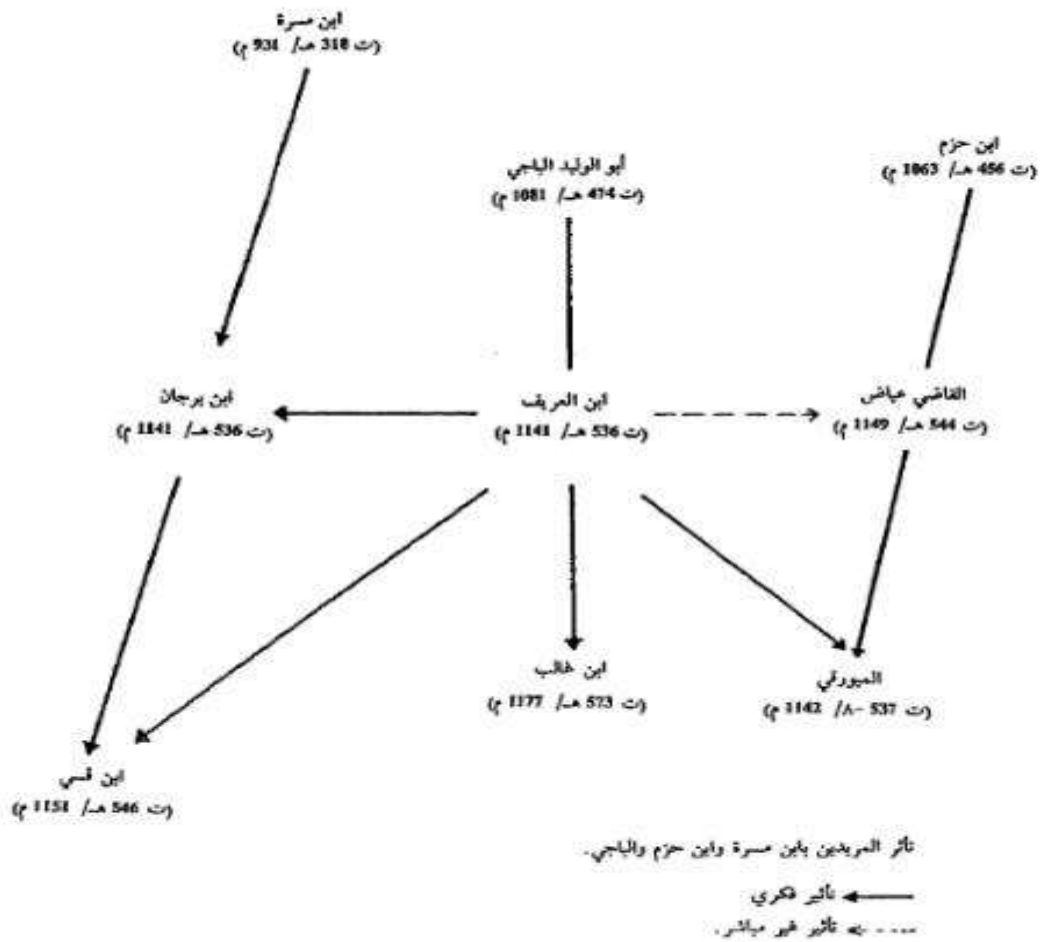 ابن مسرة
(ت 318 هـ/ 931 م)
أبو الوليد الباجي
(ت 474 هـ/ 1081 م)
ابن حزم
(ت 456 هـ/ 1063 م)
ابن برجان
(ت 536 هـ/ 1141 م)
ابن العريف
(ت 536 هـ/ 1141 م)
القاضي عياض
(ت 544 هـ/ 1149 م)
ابن غالب
(ت 573 هـ/ 1177 م)
الميورقي
(ت 537 -٨/ 1142 م)
ابن قسي
(ت 546 هـ/ 1151 م)
تأثر المريدين بابن مسرة وابن حزم والباجي.
تأثير فكري
تأثير غير مباشر.